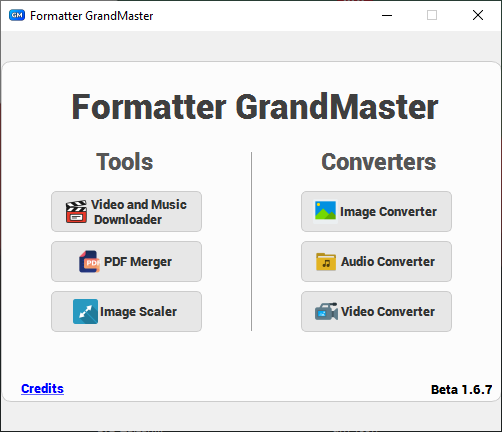 GM Formatter GrandMaster
Formatter GrandMaster
Tools
Converters
Video and Music
Downloader
PDF PDF Merger
Image Scaler
Image Converter
Audio Converter
Video Converter
Credits
Beta 1.6.7